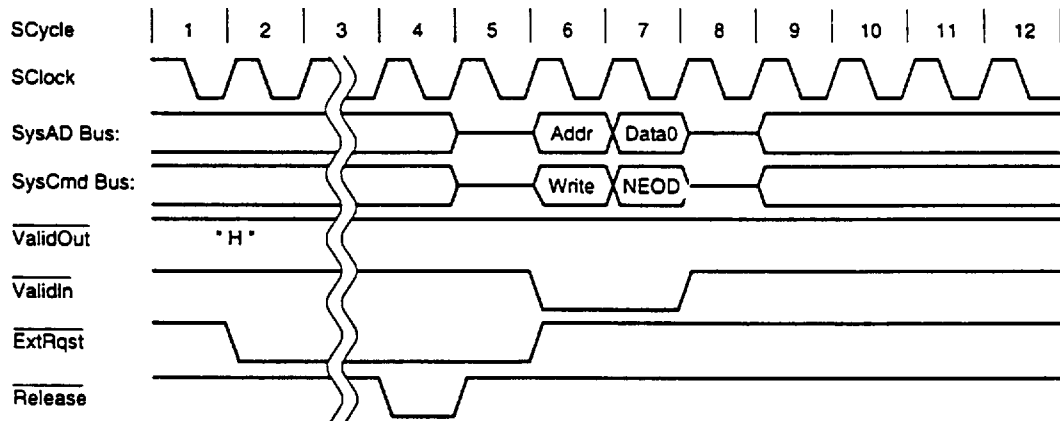 SCycle 1 2 3 4 5 6 7 8 9 10 11 12
SClock
SysAD Bus: Addr Data0
SysCmd Bus: Write NEOD
ValidOut "H"
ValidIn
ExtRqst
Release